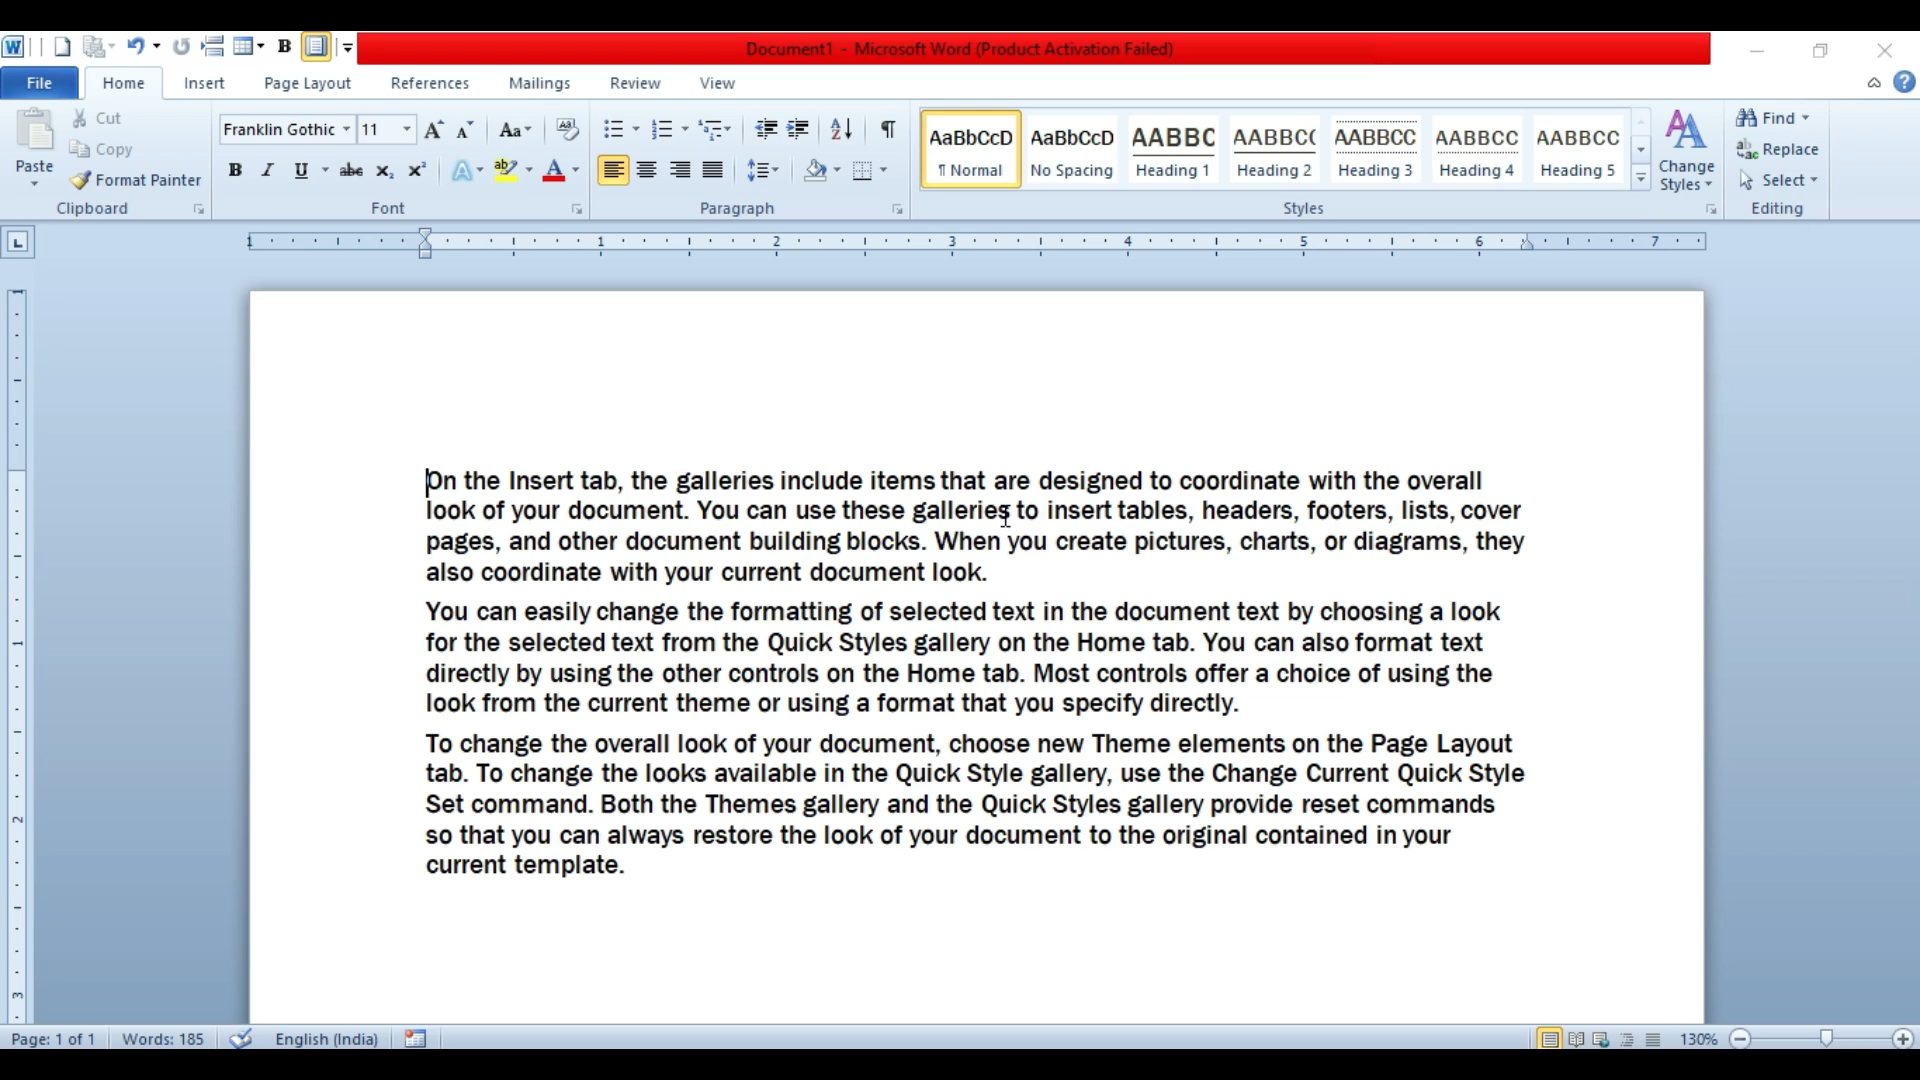 Document1 - Microsoft Word (Product Activation Failed)
File Home Insert Page Layout References Mailings Review View
Paste
Cut
Copy
Format Painter
Clipboard
Franklin Gothic 11
Font
Paragraph
AaBbCcD AaBbCcD AABBC AABBC AABBCC AABBCC AABBCC
¶ Normal No Spacing Heading 1 Heading 2 Heading 3 Heading 4 Heading 5
Change
Styles
Styles
Find
Replace
Select
Editing
1 1 2 3 4 5 6 7
On the Insert tab, the galleries include items that are designed to coordinate with the overall
look of your document. You can use these galleries to insert tables, headers, footers, lists, cover
pages, and other document building blocks. When you create pictures, charts, or diagrams, they
also coordinate with your current document look.
You can easily change the formatting of selected text in the document text by choosing a look
for the selected text from the Quick Styles gallery on the Home tab. You can also format text
directly by using the other controls on the Home tab. Most controls offer a choice of using the
look from the current theme or using a format that you specify directly.
To change the overall look of your document, choose new Theme elements on the Page Layout
tab. To change the looks available in the Quick Style gallery, use the Change Current Quick Style
Set command. Both the Themes gallery and the Quick Styles gallery provide reset commands
so that you can always restore the look of your document to the original contained in your
current template.
Page: 1 of 1 Words: 185 English (India) 130%